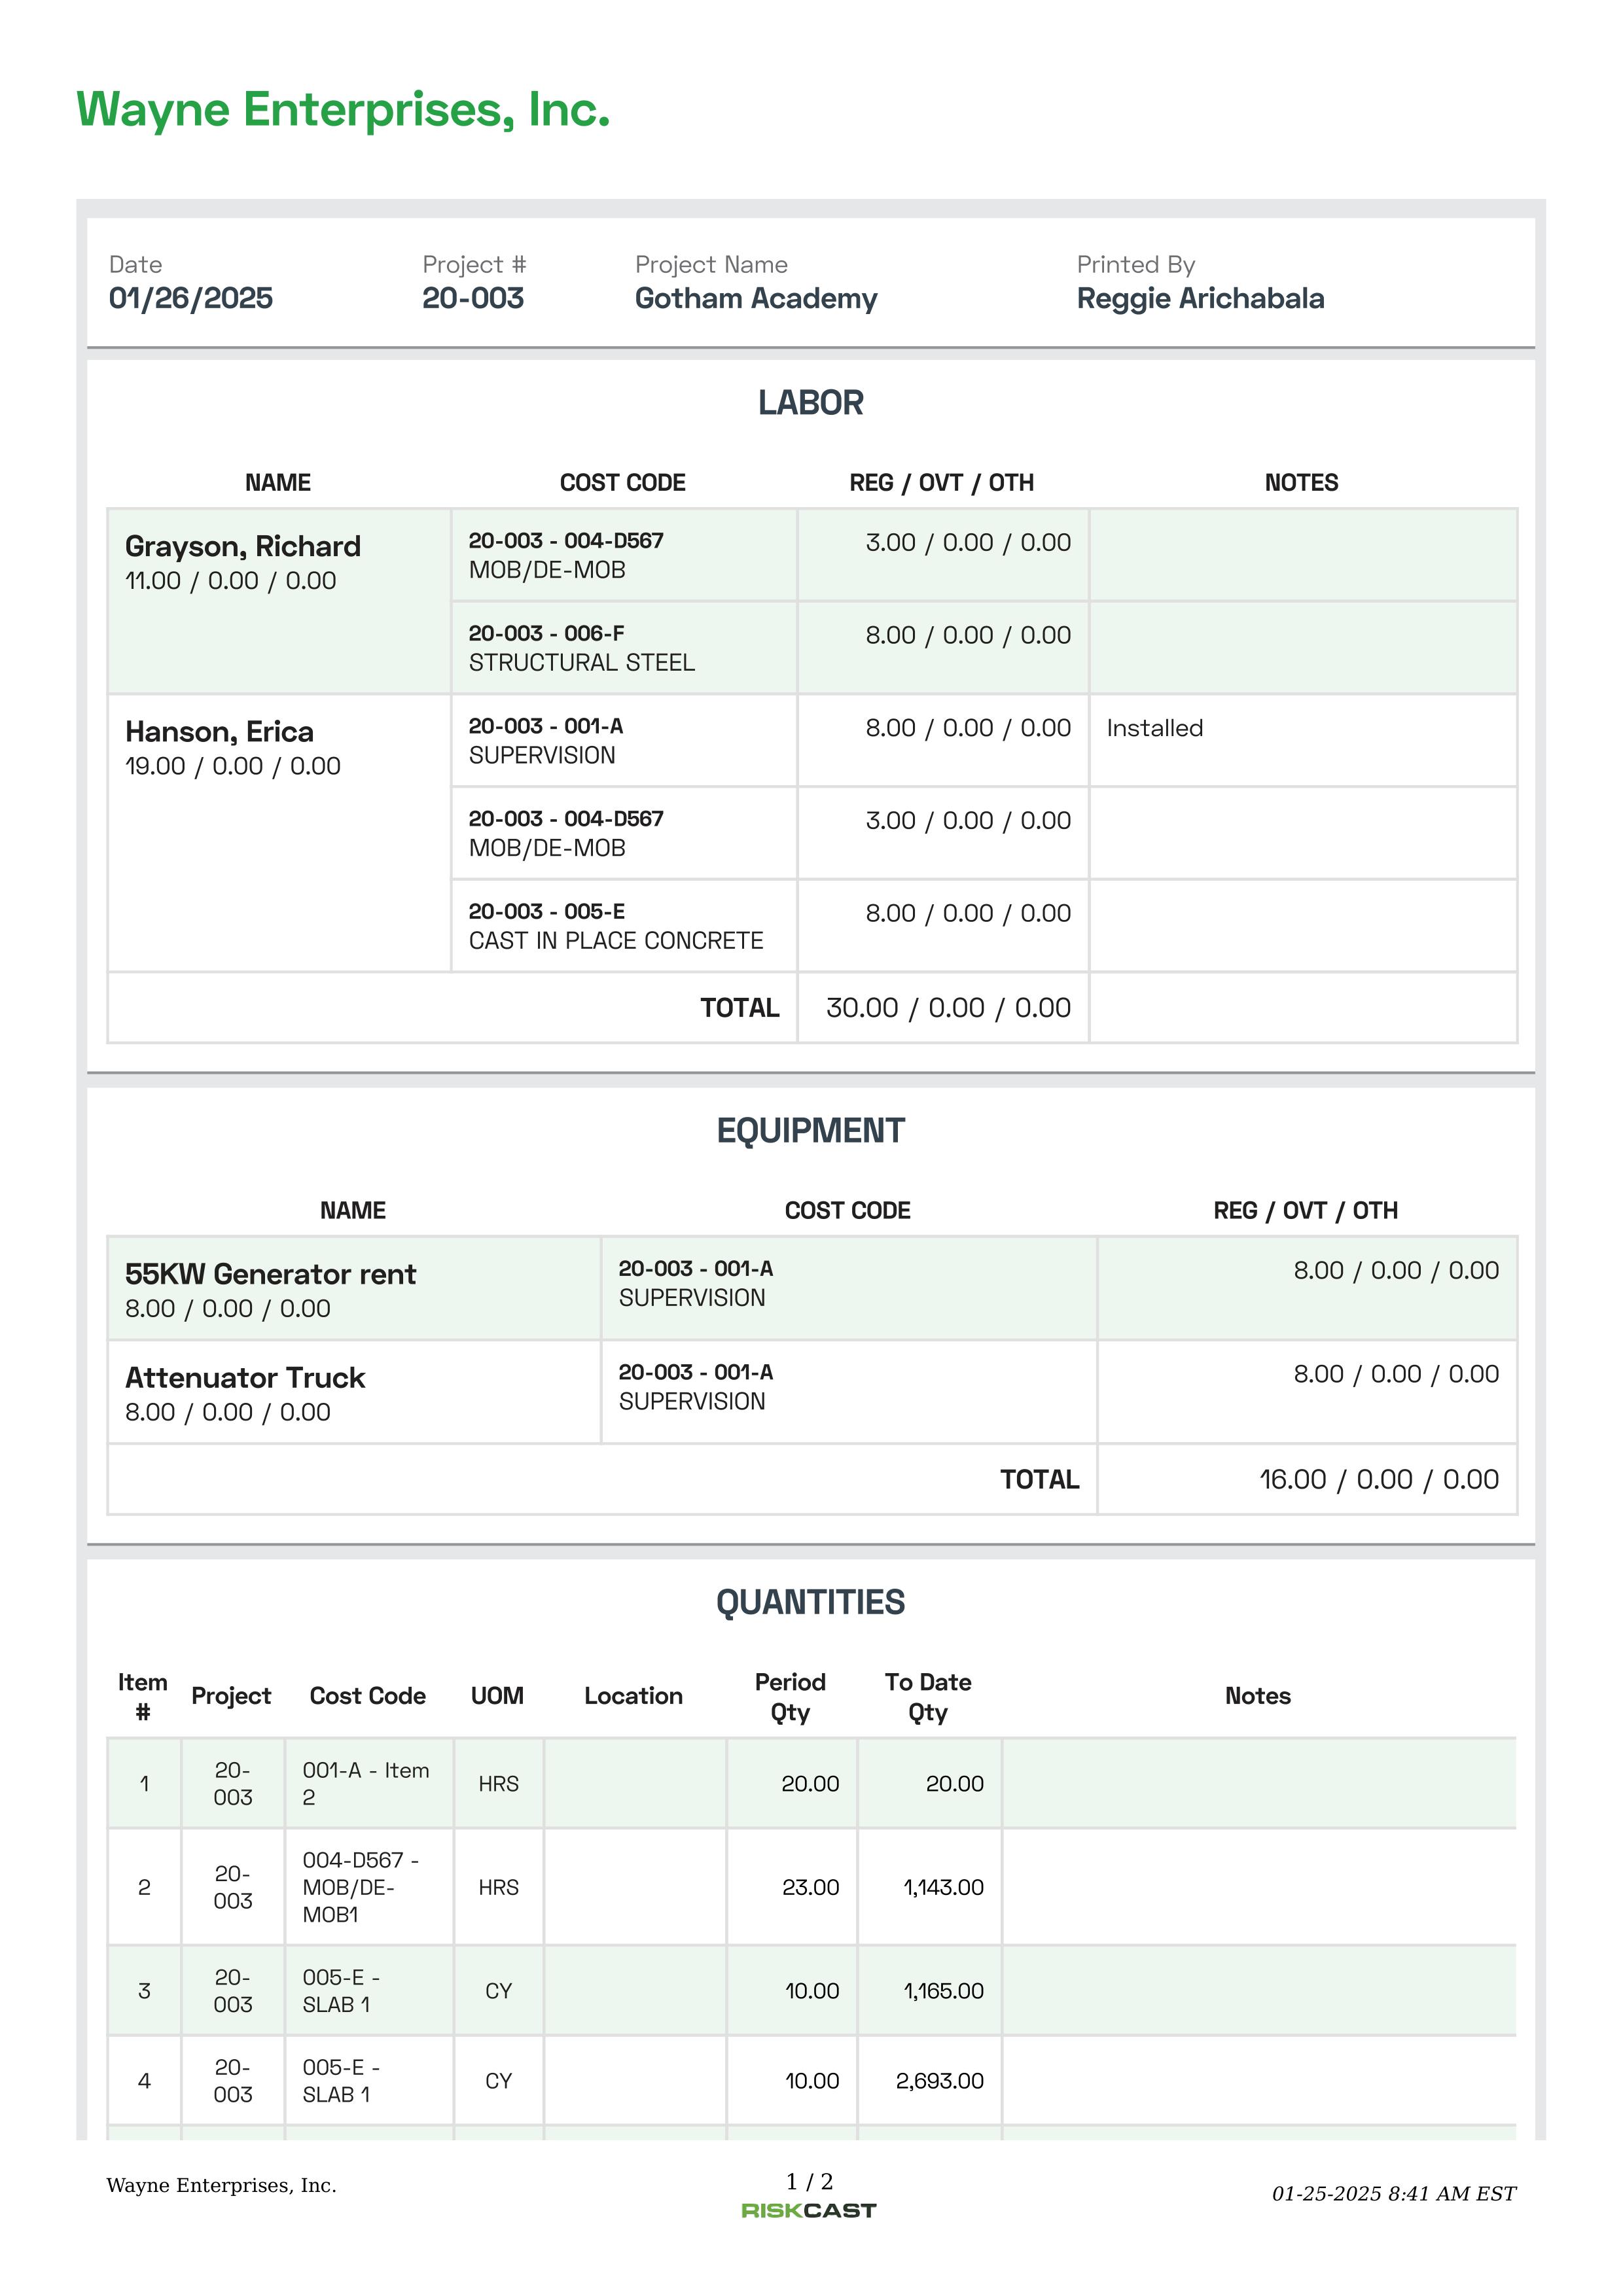 Wayne Enterprises, Inc.
Date Project # Project Name Printed By
01/26/2025 20-003 Gotham Academy Reggie Arichabala
LABOR
NAME COST CODE REG / OVT / OTH NOTES
Grayson, Richard 20-003 - 004-D567 3.00 / 0.00 / 0.00
11.00 / 0.00 / 0.00 MOB/DE-MOB
20-003 - 006-F 8.00 / 0.00 / 0.00
STRUCTURAL STEEL
Hanson, Erica 20-003 - 001-A 8.00 / 0.00 / 0.00 Installed
19.00 / 0.00 / 0.00 SUPERVISION
20-003 - 004-D567 3.00 / 0.00 / 0.00
MOB/DE-MOB
20-003 - 005-E 8.00 / 0.00 / 0.00
CAST IN PLACE CONCRETE
TOTAL 30.00 / 0.00 / 0.00
EQUIPMENT
NAME COST CODE REG / OVT / OTH
55KW Generator rent 20-003 - 001-A 8.00 / 0.00 / 0.00
8.00 / 0.00 / 0.00 SUPERVISION
Attenuator Truck 20-003 - 001-A 8.00 / 0.00 / 0.00
8.00 / 0.00 / 0.00 SUPERVISION
TOTAL 16.00 / 0.00 / 0.00
QUANTITIES
Item # Project Cost Code UOM Location Period Qty To Date Qty Notes
1 20-003 001-A - Item 2 HRS 20.00 20.00
2 20-003 004-D567 - MOB/DE-MOB1 HRS 23.00 1,143.00
3 20-003 005-E - SLAB 1 CY 10.00 1,165.00
4 20-003 005-E - SLAB 1 CY 10.00 2,693.00
Wayne Enterprises, Inc. 1 / 2 01-25-2025 8:41 AM EST
RISKCAST